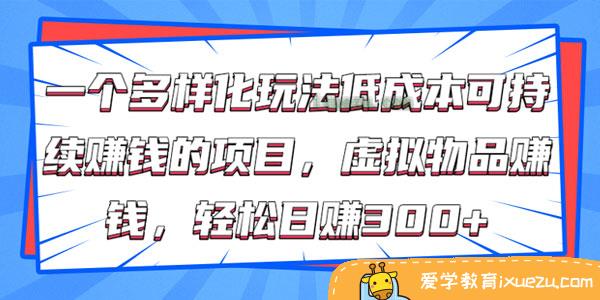 一个多样化玩法低成本可持
续赚钱的项目，虚拟物品赚
钱，轻松日赚300+
爱学教育ixuezu.com